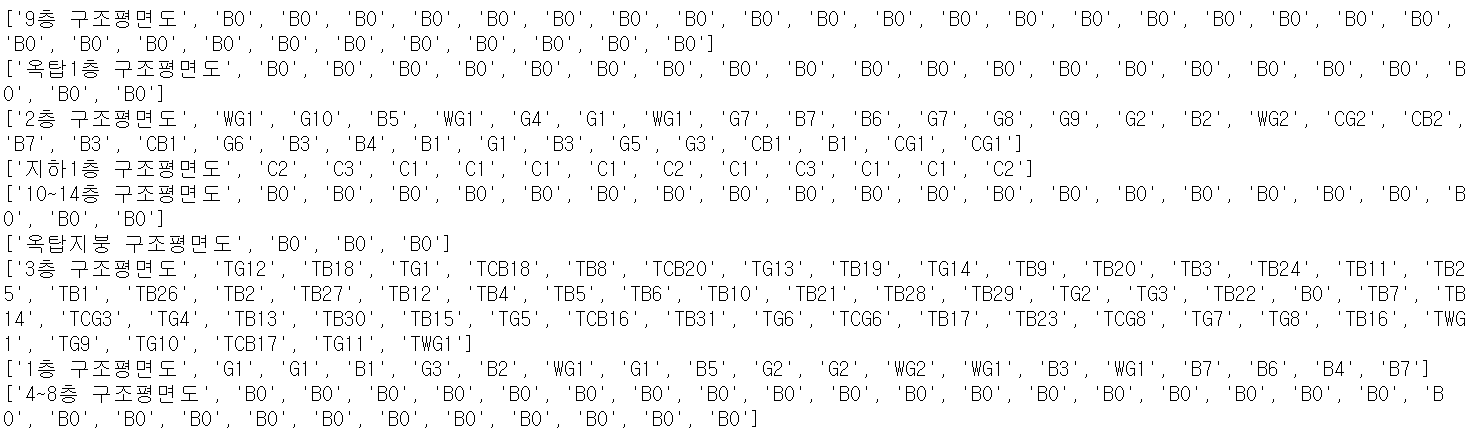 ['9층 구조평면도', 'B0', 'B0', 'B0', 'B0', 'B0', 'B0', 'B0', 'B0', 'B0', 'B0', 'B0', 'B0', 'B0', 'B0', 'B0', 'B0', 'B0', 'B0', 'B0',
'B0', 'B0', 'B0', 'B0', 'B0', 'B0', 'B0', 'B0', 'B0', 'B0', 'B0']
['옥탑1층 구조평면도', 'B0', 'B0', 'B0', 'B0', 'B0', 'B0', 'B0', 'B0', 'B0', 'B0', 'B0', 'B0', 'B0', 'B0', 'B0', 'B0', 'B0', 'B0', 'B
0', 'B0', 'B0']
['2층 구조평면도', 'WG1', 'G10', 'B5', 'WG1', 'G4', 'G1', 'WG1', 'G7', 'B7', 'B6', 'G7', 'G8', 'G9', 'G2', 'B2', 'WG2', 'CG2', 'CB2',
'B7', 'B3', 'CB1', 'G6', 'B3', 'B4', 'B1', 'G1', 'B3', 'G5', 'G3', 'CB1', 'B1', 'CG1', 'CG1']
['지하1층 구조평면도', 'C2', 'C3', 'C1', 'C1', 'C1', 'C1', 'C2', 'C1', 'C3', 'C1', 'C1', 'C2']
['10~14층 구조평면도', 'B0', 'B0', 'B0', 'B0', 'B0', 'B0', 'B0', 'B0', 'B0', 'B0', 'B0', 'B0', 'B0', 'B0', 'B0', 'B0', 'B0', 'B0', 'B
0', 'B0', 'B0']
['옥탑지붕 구조평면도', 'B0', 'B0', 'B0']
['3층 구조평면도', 'TG12', 'TB18', 'TG1', 'TCB18', 'TB8', 'TCB20', 'TG13', 'TB19', 'TG14', 'TB9', 'TB20', 'TB3', 'TB24', 'TB11', 'TB2
5', 'TB1', 'TB26', 'TB2', 'TB27', 'TB12', 'TB4', 'TB5', 'TB6', 'TB10', 'TB21', 'TB28', 'TB29', 'TG2', 'TG3', 'TB22', 'B0', 'TB7', 'TB
14', 'TCG3', 'TG4', 'TB13', 'TB30', 'TB15', 'TG5', 'TCB16', 'TB31', 'TG6', 'TCG6', 'TB17', 'TB23', 'TCG8', 'TG7', 'TG8', 'TB16', 'TWG
1', 'TG9', 'TG10', 'TCB17', 'TG11', 'TWG1']
['1층 구조평면도', 'G1', 'G1', 'B1', 'G3', 'B2', 'WG1', 'G1', 'B5', 'G2', 'G2', 'WG2', 'WG1', 'B3', 'WG1', 'B7', 'B6', 'B4', 'B7']
['4~8층 구조평면도', 'B0', 'B0', 'B0', 'B0', 'B0', 'B0', 'B0', 'B0', 'B0', 'B0', 'B0', 'B0', 'B0', 'B0', 'B0', 'B0', 'B0', 'B0', 'B
0', 'B0', 'B0', 'B0', 'B0', 'B0', 'B0', 'B0', 'B0', 'B0', 'B0', 'B0']